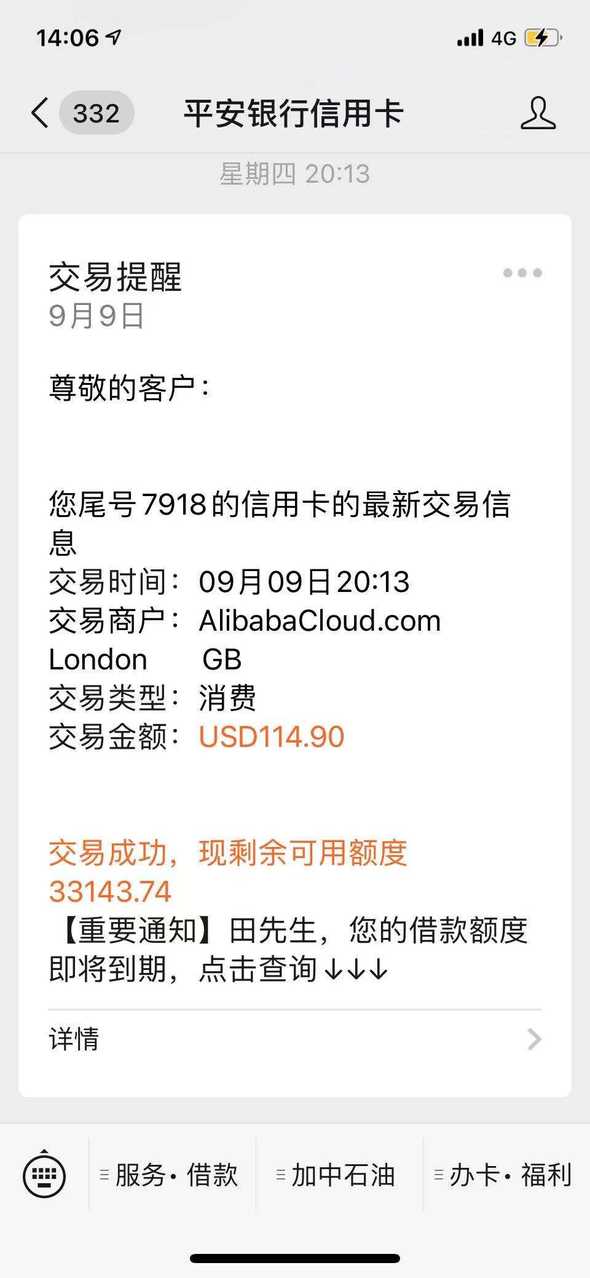 14:06
4G
332
平安银行信用卡
星期四 20:13
交易提醒
9月9日
尊敬的客户：
您尾号7918的信用卡的最新交易信
息
交易时间：09月09日20:13
交易商户：AlibabaCloud.com
London GB
交易类型：消费
交易金额：USD114.90
交易成功，现剩余可用额度
33143.74
【重要通知】田先生，您的借款额度
即将到期，点击查询↓↓↓
详情
服务·借款
加中石油
办卡·福利